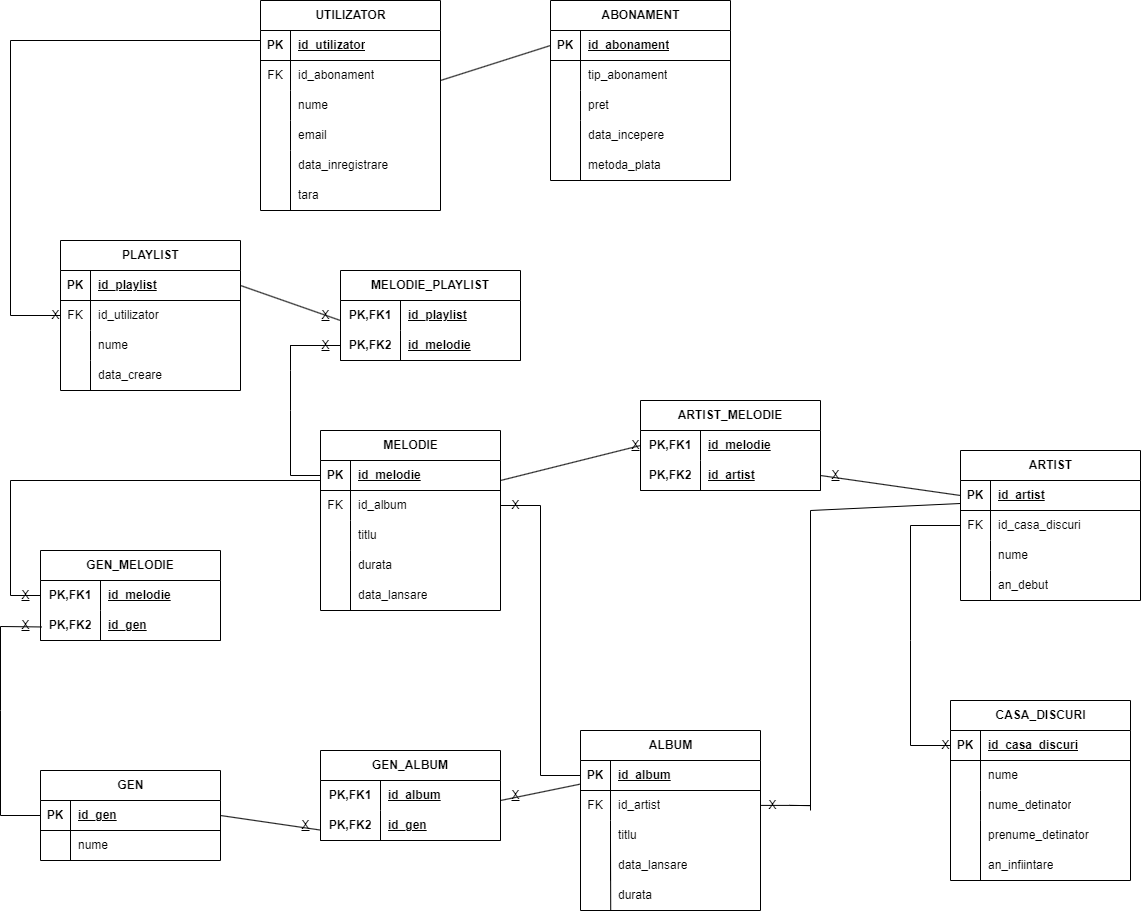 UTILIZATOR
PK id_utilizator
FK id_abonament
nume
email
data_inregistrare
tara
ABONAMENT
PK id_abonament
tip_abonament
pret
data_incepere
metoda_plata
PLAYLIST
PK id_playlist
X FK id_utilizator
nume
data_creare
MELODIE_PLAYLIST
X PK,FK1 id_playlist
X PK,FK2 id_melodie
MELODIE
PK id_melodie
FK id_album X
titlu
durata
data_lansare
ARTIST_MELODIE
X PK,FK1 id_melodie
PK,FK2 id_artist X
ARTIST
PK id_artist
FK id_casa_discuri
nume
an_debut
GEN_MELODIE
X PK,FK1 id_melodie
X PK,FK2 id_gen
GEN
PK id_gen
nume
GEN_ALBUM
PK,FK1 id_album X
X PK,FK2 id_gen
ALBUM
PK id_album
FK id_artist X
titlu
data_lansare
durata
CASA_DISCURI
X PK id_casa_discuri
nume
nume_detinator
prenume_detinator
an_infiintare